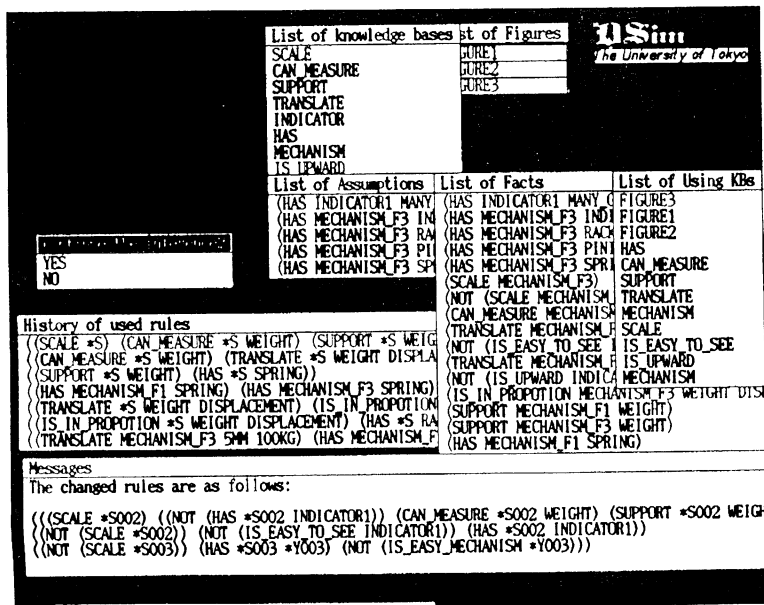 DSim
The University of Tokyo
List of knowledge bases
SCALE
CAN_MEASURE
SUPPORT
TRANSLATE
INDICATOR
HAS
MECHANISM
IS_UPWARD
st of Figures
GURE1
GURE2
GURE3
List of Assumptions
(HAS INDICATOR1 MANY
(HAS MECHANISM_F3 IN
(HAS MECHANISM_F3 RA
(HAS MECHANISM_F3 PI
(HAS MECHANISM_F3 SP
List of Facts
(HAS INDICATOR1 MANY_
(HAS MECHANISM_F3 INDI
(HAS MECHANISM_F3 RACK
(HAS MECHANISM_F3 PINI
(HAS MECHANISM_F3 SPRI
(SCALE MECHANISM_F3)
(NOT (SCALE MECHANISM_
(IS_EASY_MECHANISM
(TRANSLATE MECHANISM_F
(NOT (IS_EASY_TO_SEE I
(TRANSLATE MECHANISM_F
(NOT (IS_UPWARD INDICA
(IS_IN_PROPOTION MECHANISM_F3 WEIGHT DIS
(SUPPORT MECHANISM_F1 WEIGHT)
(SUPPORT MECHANISM_F3 WEIGHT)
(HAS MECHANISM_F1 SPRING)
List of Using KBs
FIGURE3
FIGURE1
FIGURE2
HAS
CAN_MEASURE
SUPPORT
TRANSLATE
MECHANISM
SCALE
IS_EASY_TO_SEE
IS_UPWARD
MECHANISM
YES
NO
History of used rules
((SCALE *S) (CAN_MEASURE *S WEIGHT) (SUPPORT *S WEIG
((CAN_MEASURE *S WEIGHT) (TRANSLATE *S WEIGHT DISPLA
((SUPPORT *S WEIGHT) (HAS *S SPRING))
((HAS MECHANISM_F1 SPRING) (HAS MECHANISM_F3 SPRING)
((TRANSLATE *S WEIGHT DISPLACEMENT) (IS_IN_PROPOTION
((IS_IN_PROPOTION *S WEIGHT DISPLACEMENT) (HAS *S RA
((TRANSLATE MECHANISM_F3 5MM 100KG) (HAS MECHANISM_F
Messages
The changed rules are as follows:
(((SCALE *S002) ((NOT (HAS *S002 INDICATOR1)) (CAN_MEASURE *S002 WEIGHT) (SUPPORT *S002 WEIGH
((NOT (SCALE *S002)) (NOT (IS_EASY_TO_SEE INDICATOR1)) (HAS *S002 INDICATOR1))
((NOT (SCALE *S003)) (HAS *S003 *Y003) (NOT (IS_EASY_MECHANISM *Y003)))